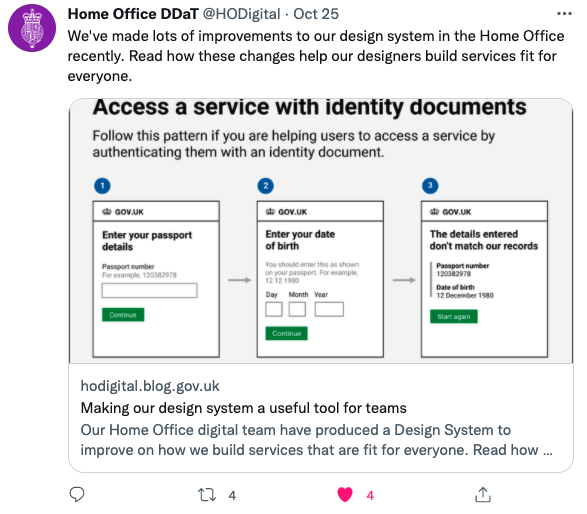 Home Office DDaT @HODigital · Oct 25
We've made lots of improvements to our design system in the Home Office
recently. Read how these changes help our designers build services fit for
everyone.
Access a service with identity documents
Follow this pattern if you are helping users to access a service by
authenticating them with an identity document.
1
GOV.UK
Enter your passport
details
Passport number
For example, 120382978
Continue
2
GOV.UK
Enter your date
of birth
You should enter this as shown
on your passport. For example,
12 12 1980
Day Month Year
Continue
3
GOV.UK
The details entered
don't match our records
Passport number
120382978
Date of birth
12 December 1980
Start again
hodigital.blog.gov.uk
Making our design system a useful tool for teams
Our Home Office digital team have produced a Design System to
improve on how we build services that are fit for everyone. Read how ...
4
4